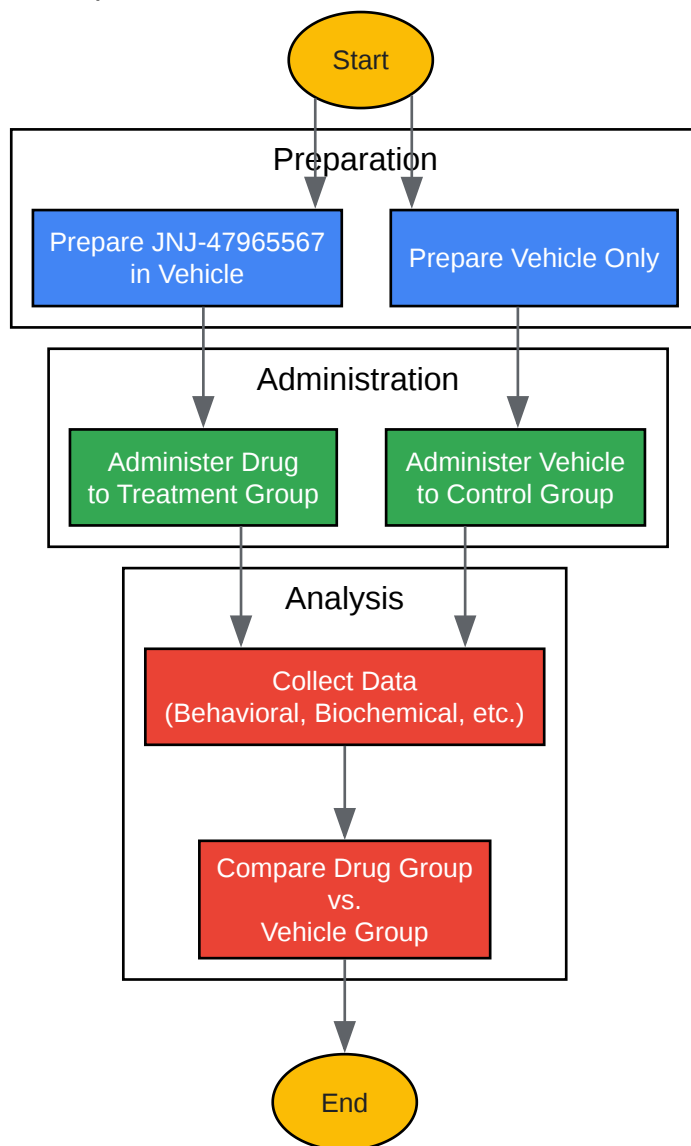 Start
Preparation
Prepare JNJ-47965567
in Vehicle
Prepare Vehicle Only
Administration
Administer Drug
to Treatment Group
Administer Vehicle
to Control Group
Analysis
Collect Data
(Behavioral, Biochemical, etc.)
Compare Drug Group
vs.
Vehicle Group
End